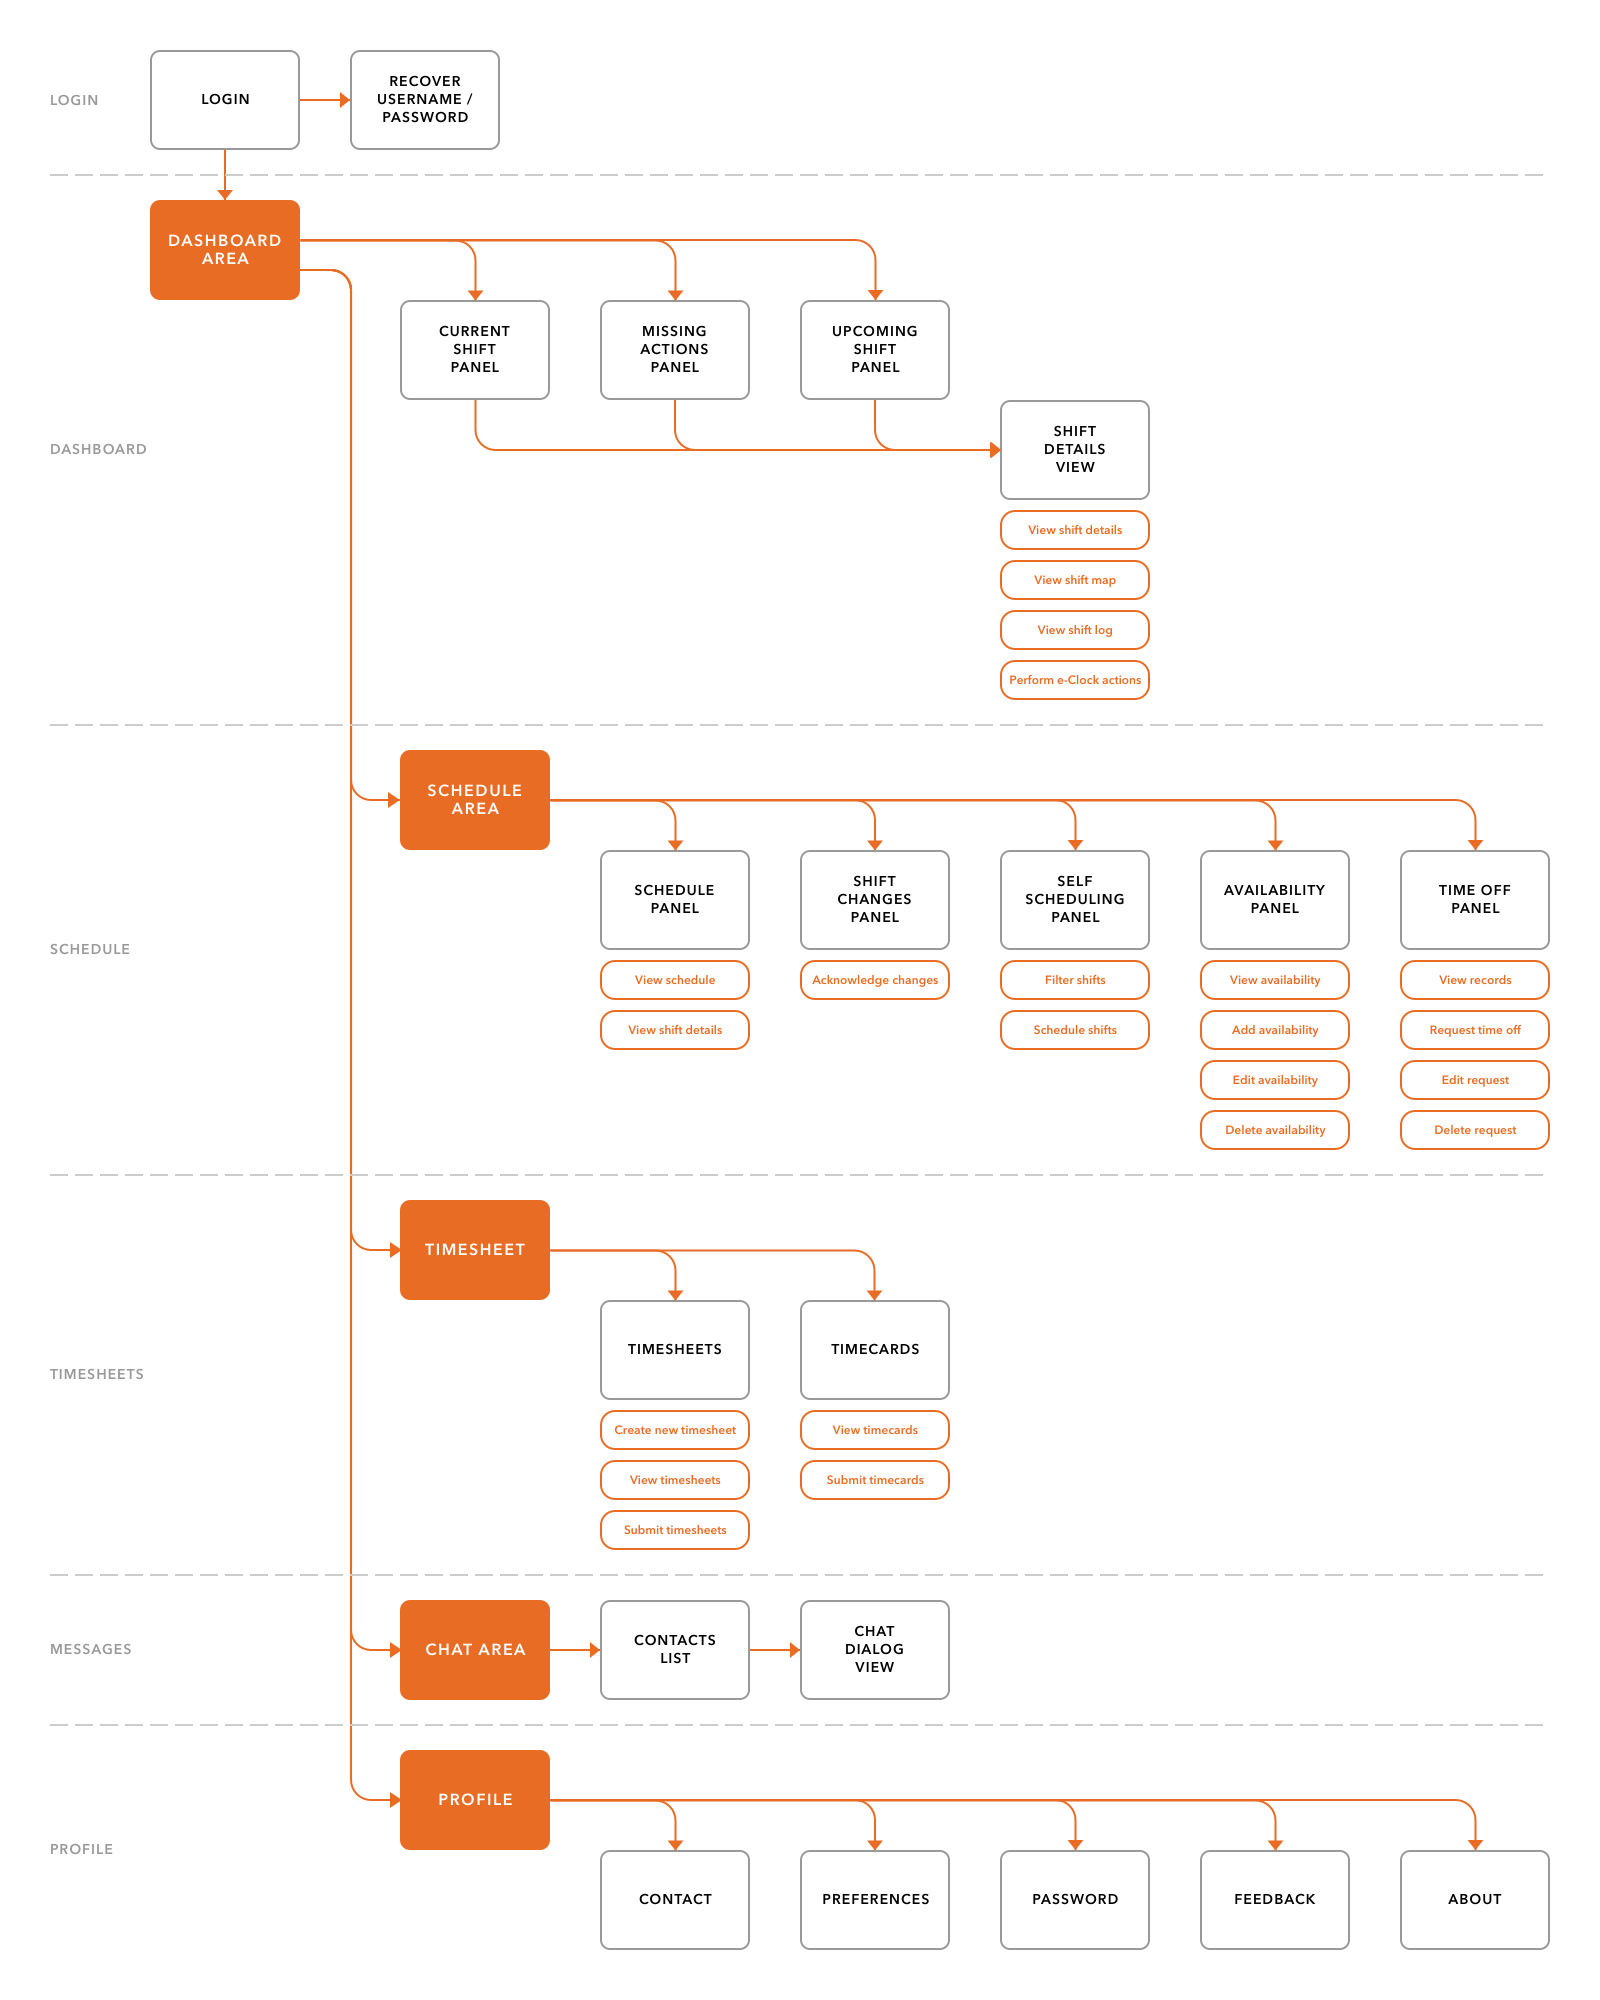 LOGIN
LOGIN
RECOVER
USERNAME /
PASSWORD
DASHBOARD
AREA
CURRENT
SHIFT
PANEL
MISSING
ACTIONS
PANEL
UPCOMING
SHIFT
PANEL
DASHBOARD
SHIFT
DETAILS
VIEW
View shift details
View shift map
View shift log
Perform e-Clock actions
SCHEDULE
AREA
SCHEDULE
SCHEDULE
PANEL
View schedule
View shift details
SHIFT
CHANGES
PANEL
Acknowledge changes
SELF
SCHEDULING
PANEL
Filter shifts
Schedule shifts
AVAILABILITY
PANEL
View availability
Add availability
Edit availability
Delete availability
TIME OFF
PANEL
View records
Request time off
Edit request
Delete request
TIMESHEET
TIMESHEETS
TIMESHEETS
Create new timesheet
View timesheets
Submit timesheets
TIMECARDS
View timecards
Submit timecards
MESSAGES
CHAT AREA
CONTACTS
LIST
CHAT
DIALOG
VIEW
PROFILE
PROFILE
CONTACT
PREFERENCES
PASSWORD
FEEDBACK
ABOUT